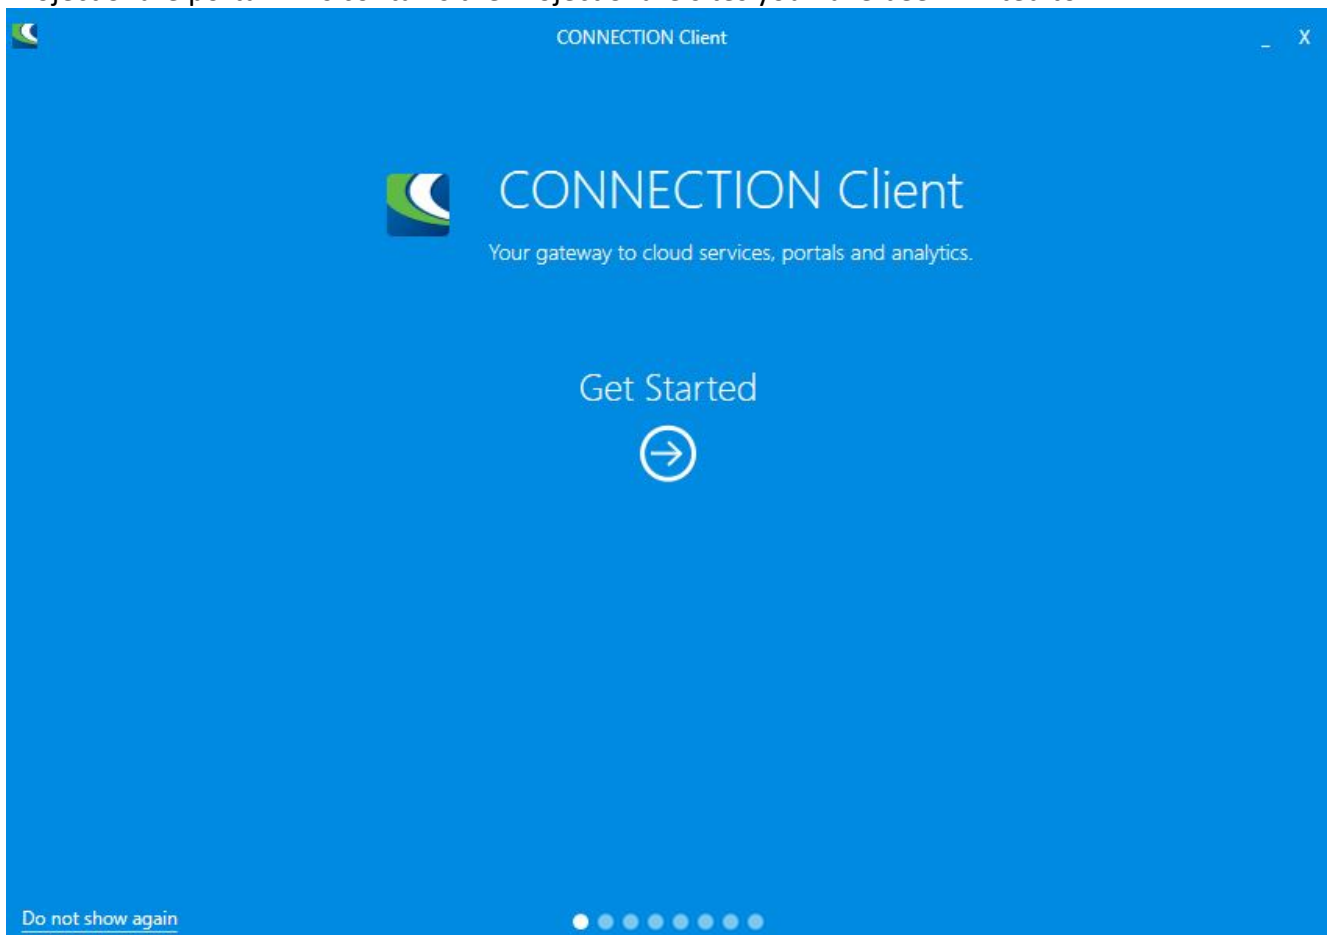 CONNECTION Client
_ X
CONNECTION Client
Your gateway to cloud services, portals and analytics.
Get Started
Do not show again